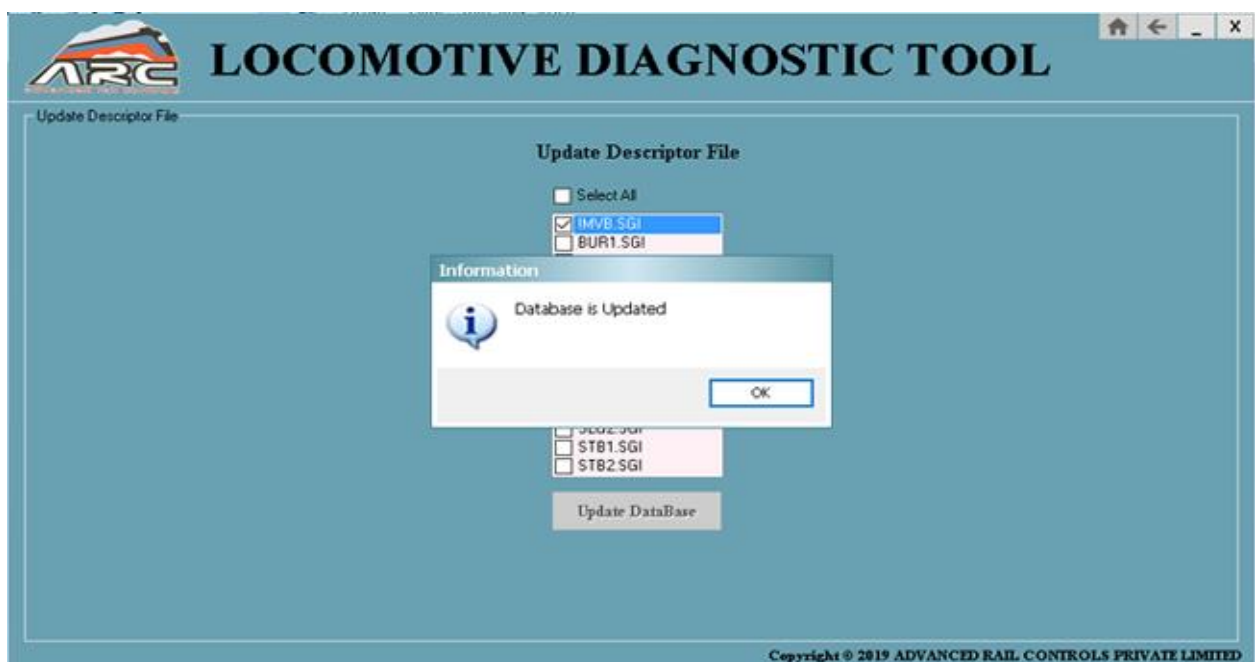 ARC
LOCOMOTIVE DIAGNOSTIC TOOL
Update Descriptor File
Update Descriptor File
Select All
IMVB.SGI
BUR1.SGI
Information
Database is Updated
OK
STB1.SGI
STB2.SGI
Update DataBase
Copyright © 2019 ADVANCED RAIL CONTROLS PRIVATE LIMITED